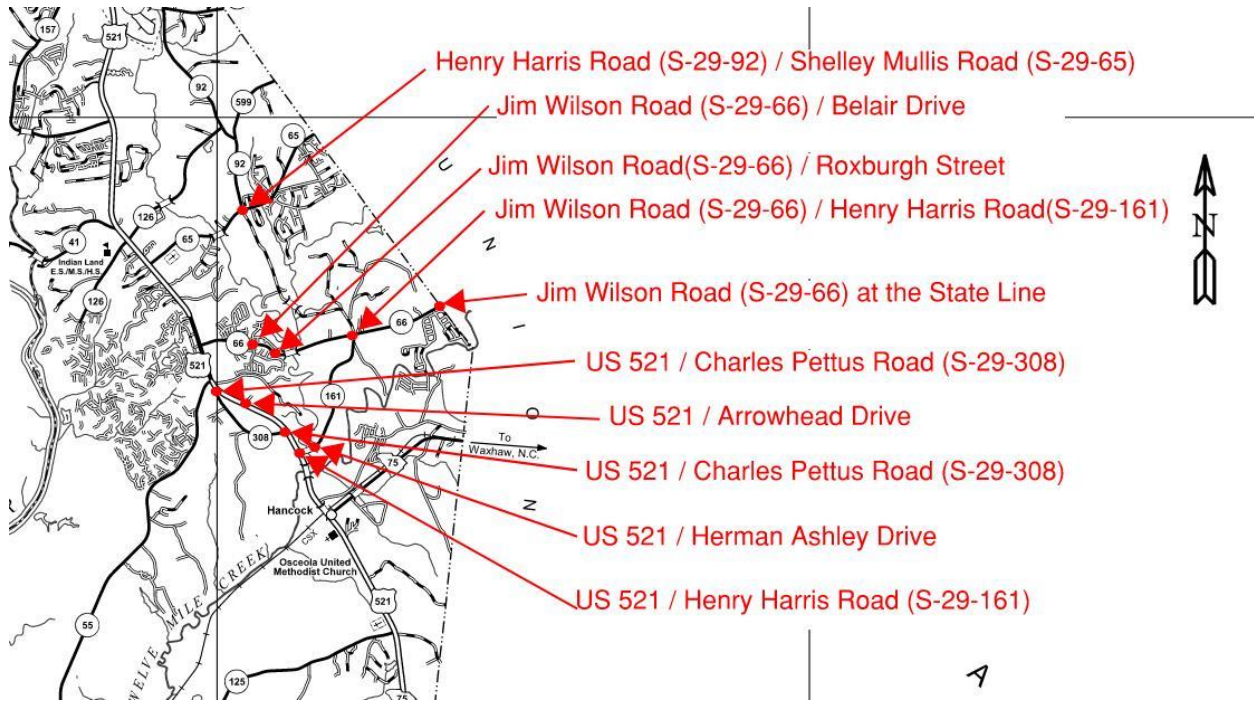 157
521
Henry Harris Road (S-29-92) / Shelley Mullis Road (S-29-65)
92
599
Jim Wilson Road (S-29-66) / Belair Drive
65
92
U
Jim Wilson Road(S-29-66) / Roxburgh Street
126
Jim Wilson Road (S-29-66) / Henry Harris Road(S-29-161)
N
41
65
N
Indian Land
E.S./M.S./H.S.
126
Jim Wilson Road (S-29-66) at the State Line
66
I
66
521
US 521 / Charles Pettus Road (S-29-308)
161
O
US 521 / Arrowhead Drive
308
To
Waxhaw, N.C.
75
US 521 / Charles Pettus Road (S-29-308)
N
Hancock
CSX
US 521 / Herman Ashley Drive
Osceola United
Methodist Church
521
US 521 / Henry Harris Road (S-29-161)
55
TWELVE MILE CREEK
125
75
A